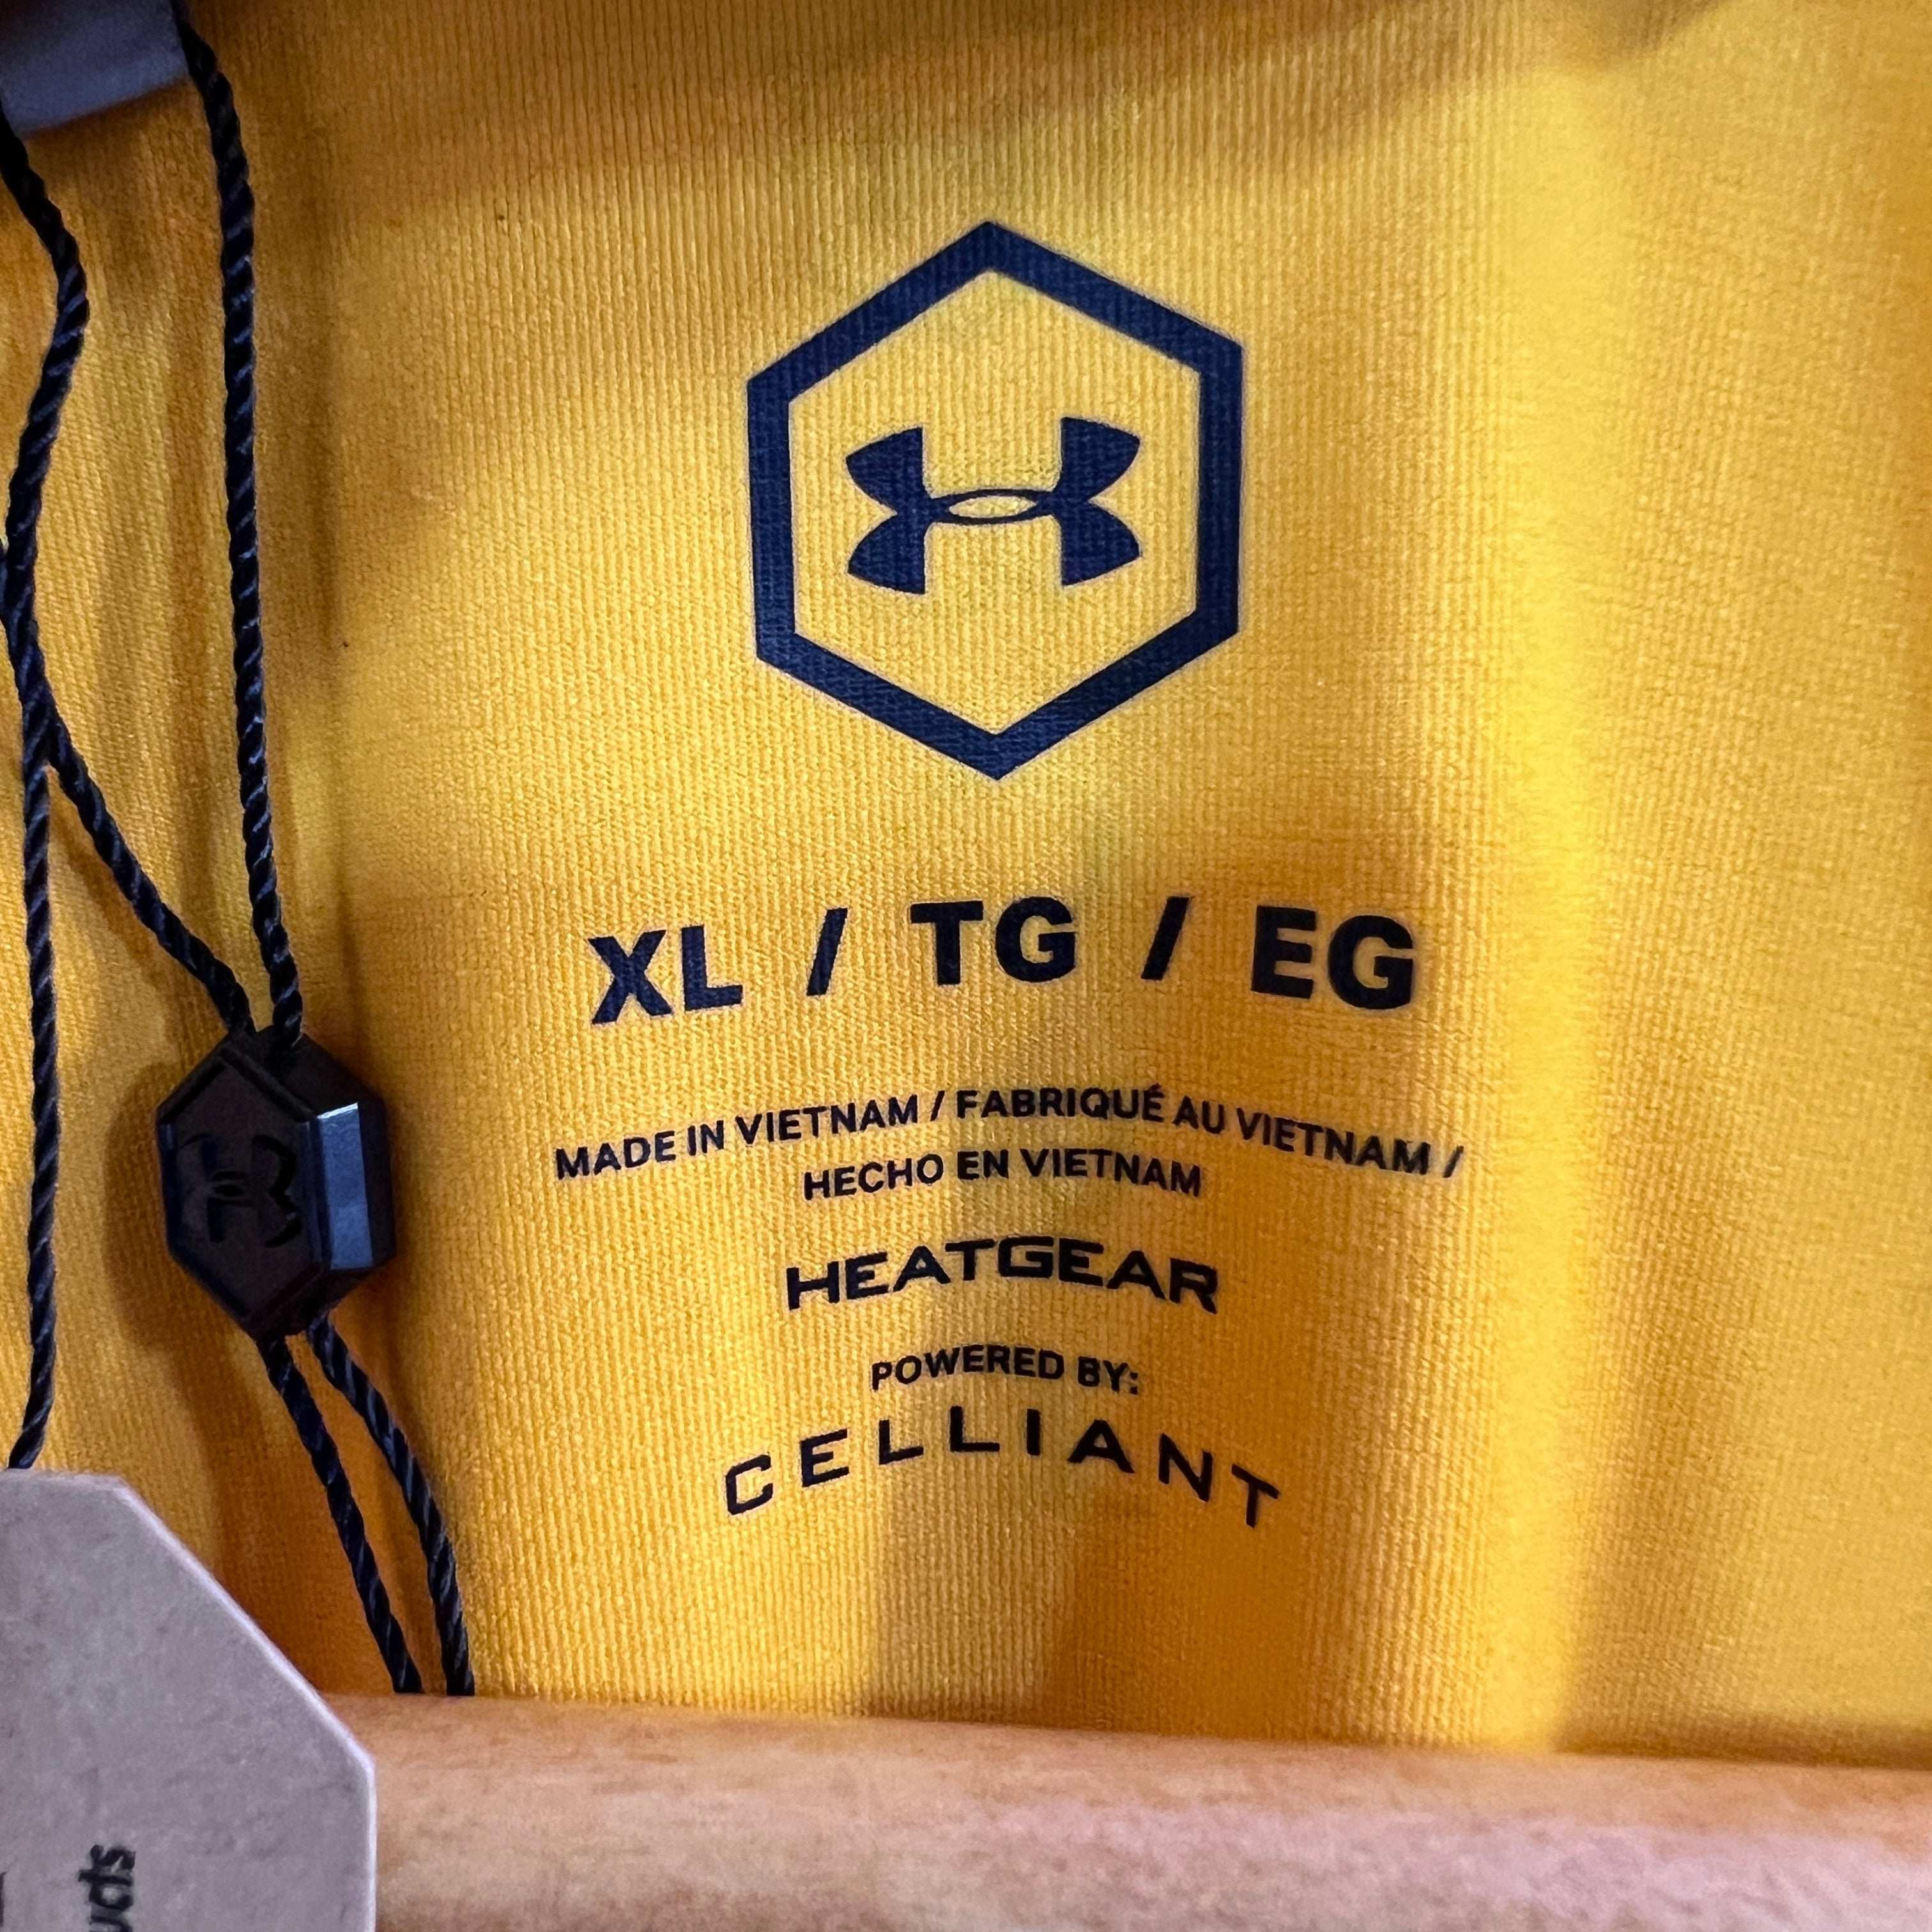 XL / TG / EG
MADE IN VIETNAM / FABRIQUÉ AU VIETNAM /
HECHO EN VIETNAM
HEATGEAR
POWERED BY:
CELLIANT